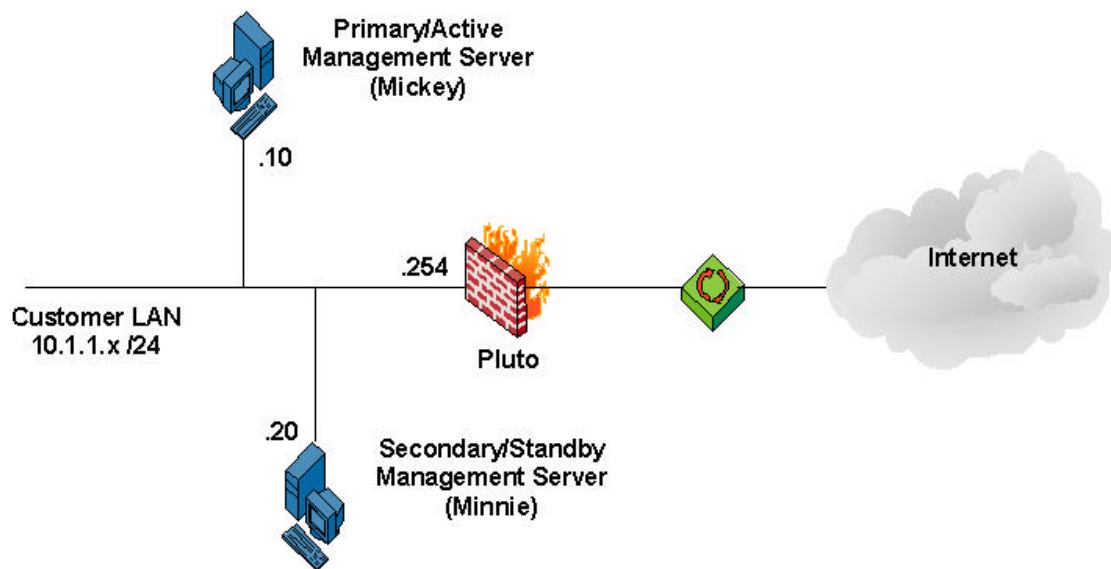 Primary/Active
Management Server
(Mickey)
.10
.254
Internet
Customer LAN
10.1.1.x /24
Pluto
.20
Secondary/Standby
Management Server
(Minnie)